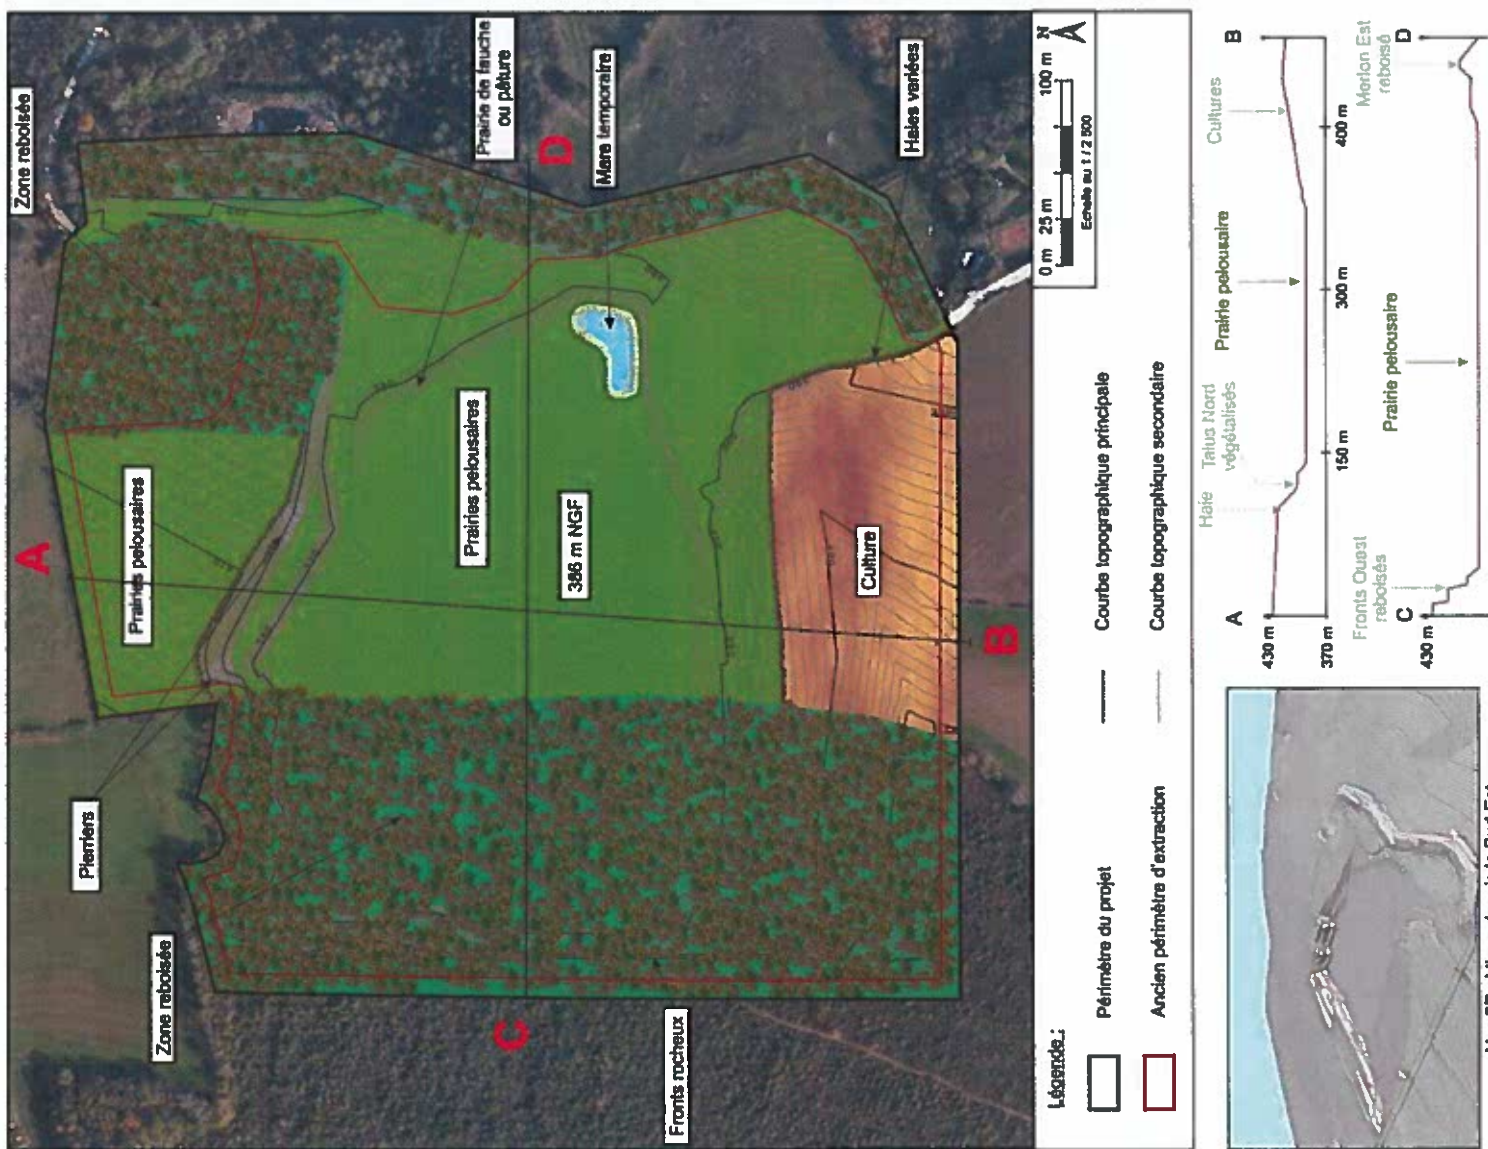 Zone reboisée
Prairie de fauche
ou pâture
D
Mare temporaire
Haies variées
A
Prairies pelousaires
Prairies pelousaires
386 m NGF
Culture
B
Pierriers
Zone reboisée
C
Fronts rocheux
0 m 25 m 100 m N
Echelle au 1 / 2 500
Légende :
Périmètre du projet
Ancien périmètre d'extraction
Courbe topographique principale
Courbe topographique secondaire
A
B
430 m
370 m
Haie
Talus Nord
végétalisés
Prairie pelousaire
Cultures
150 m
300 m
400 m
C
D
430 m
Fronts Ouest
reboisés
Prairie pelousaire
Merlon Est
reboisé